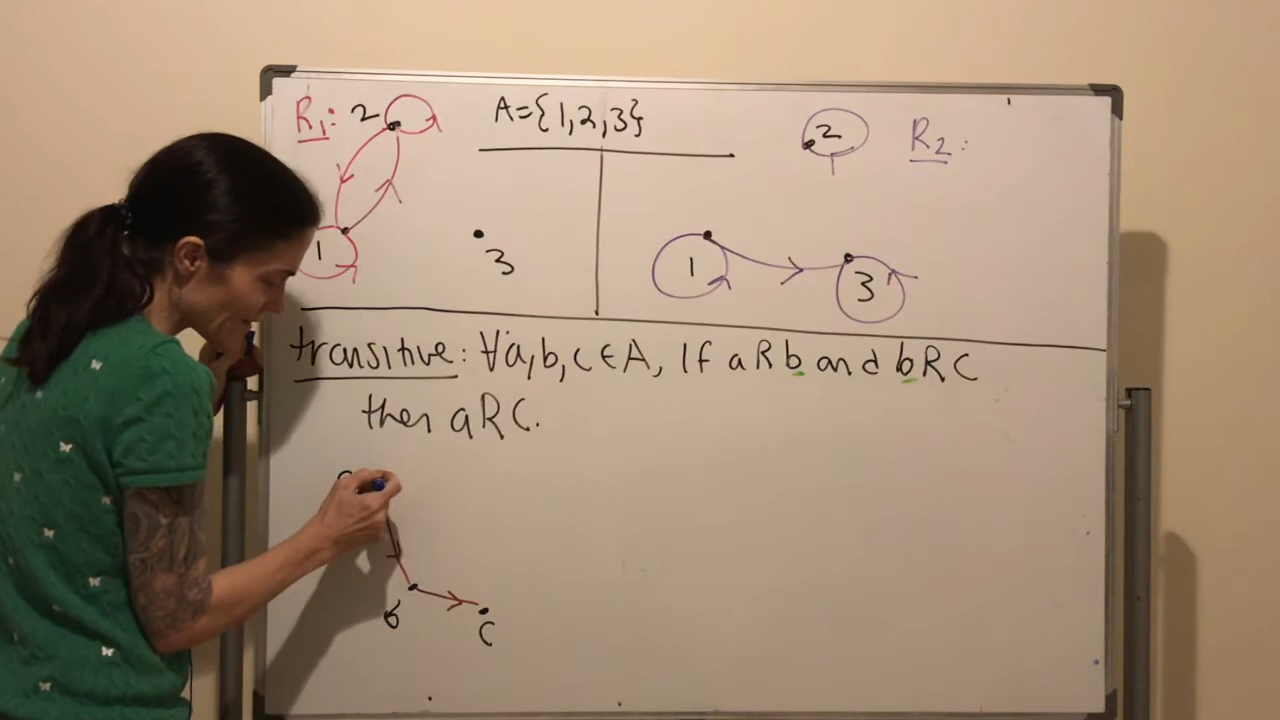 R₁: 2 A={1,2,3} 2 R₂:
1 3 1 3
transitive: ∀a,b,c∈A, If aRb and bRc
then aRc.
a
b c